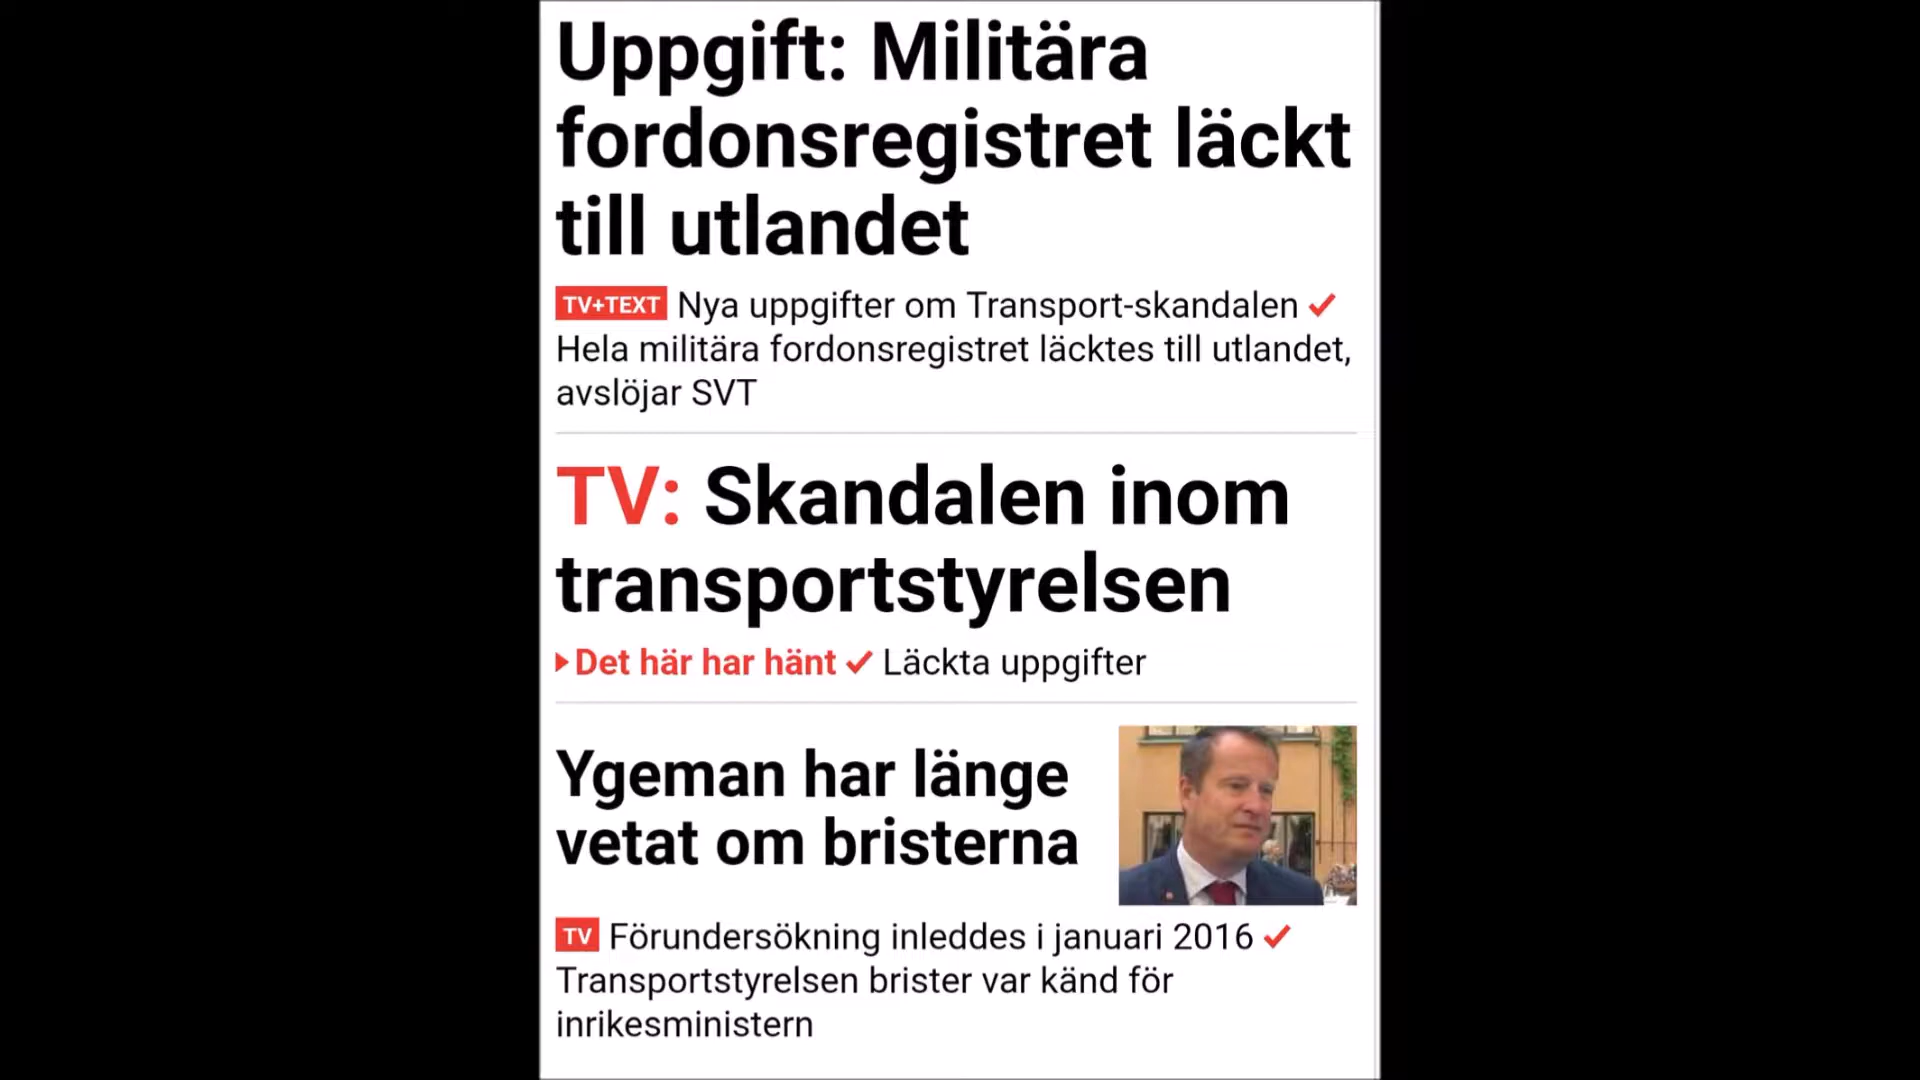 Uppgift: Militära
fordonsregistret läckt
till utlandet
TV+TEXT Nya uppgifter om Transport-skandalen ✓
Hela militära fordonsregistret läcktes till utlandet,
avslöjar SVT
TV: Skandalen inom
transportstyrelsen
Det här har hänt ✓ Läckta uppgifter
Ygeman har länge
vetat om bristerna
TV Förundersökning inleddes i januari 2016 ✓
Transportstyrelsen brister var känd för
inrikesministern